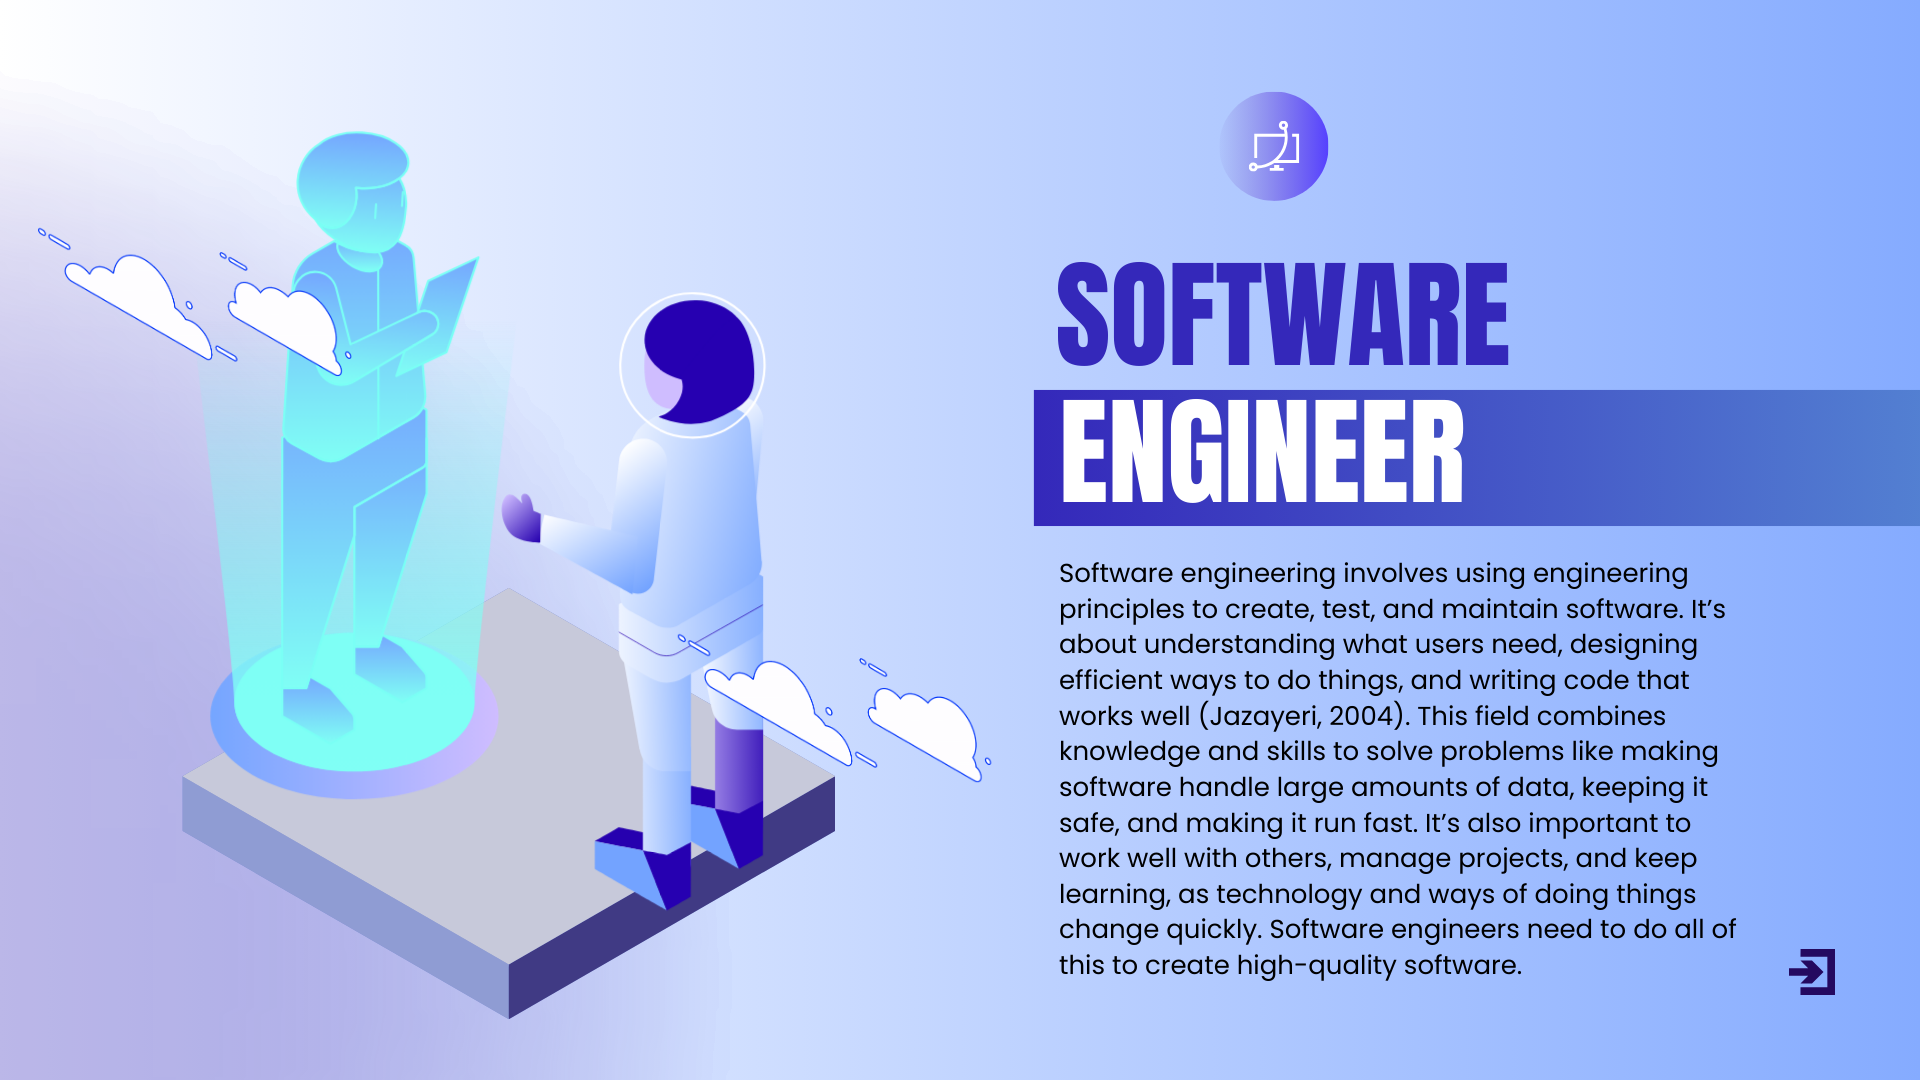 SOFTWARE
ENGINEER
Software engineering involves using engineering
principles to create, test, and maintain software. It’s
about understanding what users need, designing
efficient ways to do things, and writing code that
works well (Jazayeri, 2004). This field combines
knowledge and skills to solve problems like making
software handle large amounts of data, keeping it
safe, and making it run fast. It’s also important to
work well with others, manage projects, and keep
learning, as technology and ways of doing things
change quickly. Software engineers need to do all of
this to create high-quality software.